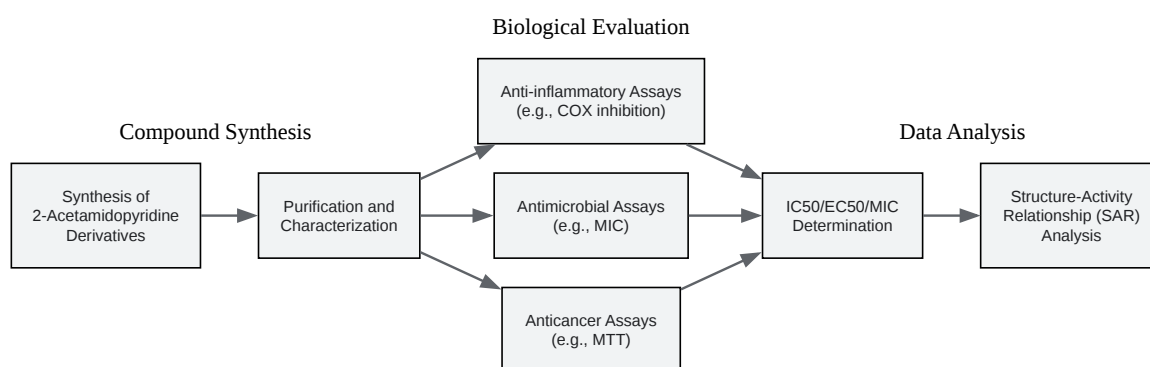 Biological Evaluation
Anti-inflammatory Assays
(e.g., COX inhibition)
Compound Synthesis
Data Analysis
Synthesis of
2-Acetamidopyridine
Derivatives
Purification and
Characterization
Antimicrobial Assays
(e.g., MIC)
IC50/EC50/MIC
Determination
Structure-Activity
Relationship (SAR)
Analysis
Anticancer Assays
(e.g., MTT)